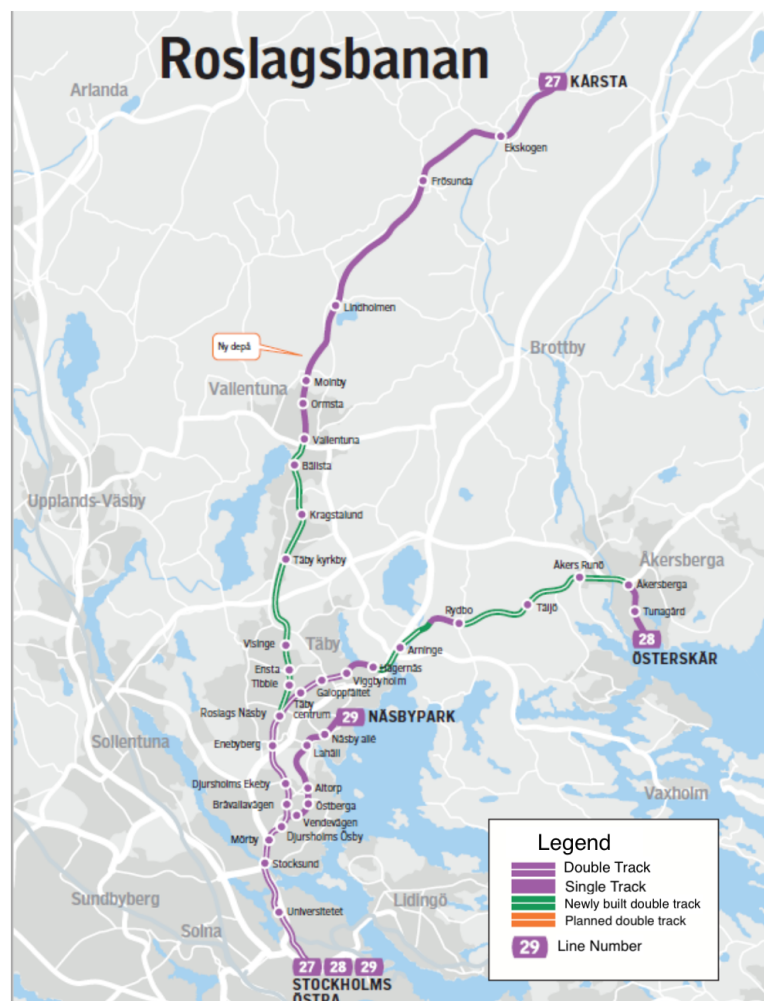 Roslagsbanan
Arlanda
27 KÅRSTA
Ekskogen
Frösunda
Lindholmen
Ny depå
Brottby
Molnby
Vallentuna
Ormsta
Vallentuna
Bällsta
Upplands-Väsby
Kragstalund
Täby kyrkby
Åkers Runö
Åkersberga
Åkersberga
Rydbo
Täljö
Tunagård
28
ÖSTERSKÄR
Visinge
Täby
Arninge
Ensta
Hägernäs
Tibble
Viggbyholm
Galoppfältet
Täby
centrum
Roslags Näsby
29 NÄSBYPARK
Näsby allé
Sollentuna
Enebyberg
Lahäll
Djursholms Ekeby
Altorp
Vaxholm
Bråvallavägen
Östberga
Vendevägen
Djursholms Ösby
Mörby
Stocksund
Sundbyberg
Lidingö
Universitetet
Solna
27 28 29
STOCKHOLMS
ÖSTRA
Legend
Double Track
Single Track
Newly built double track
Planned double track
29 Line Number